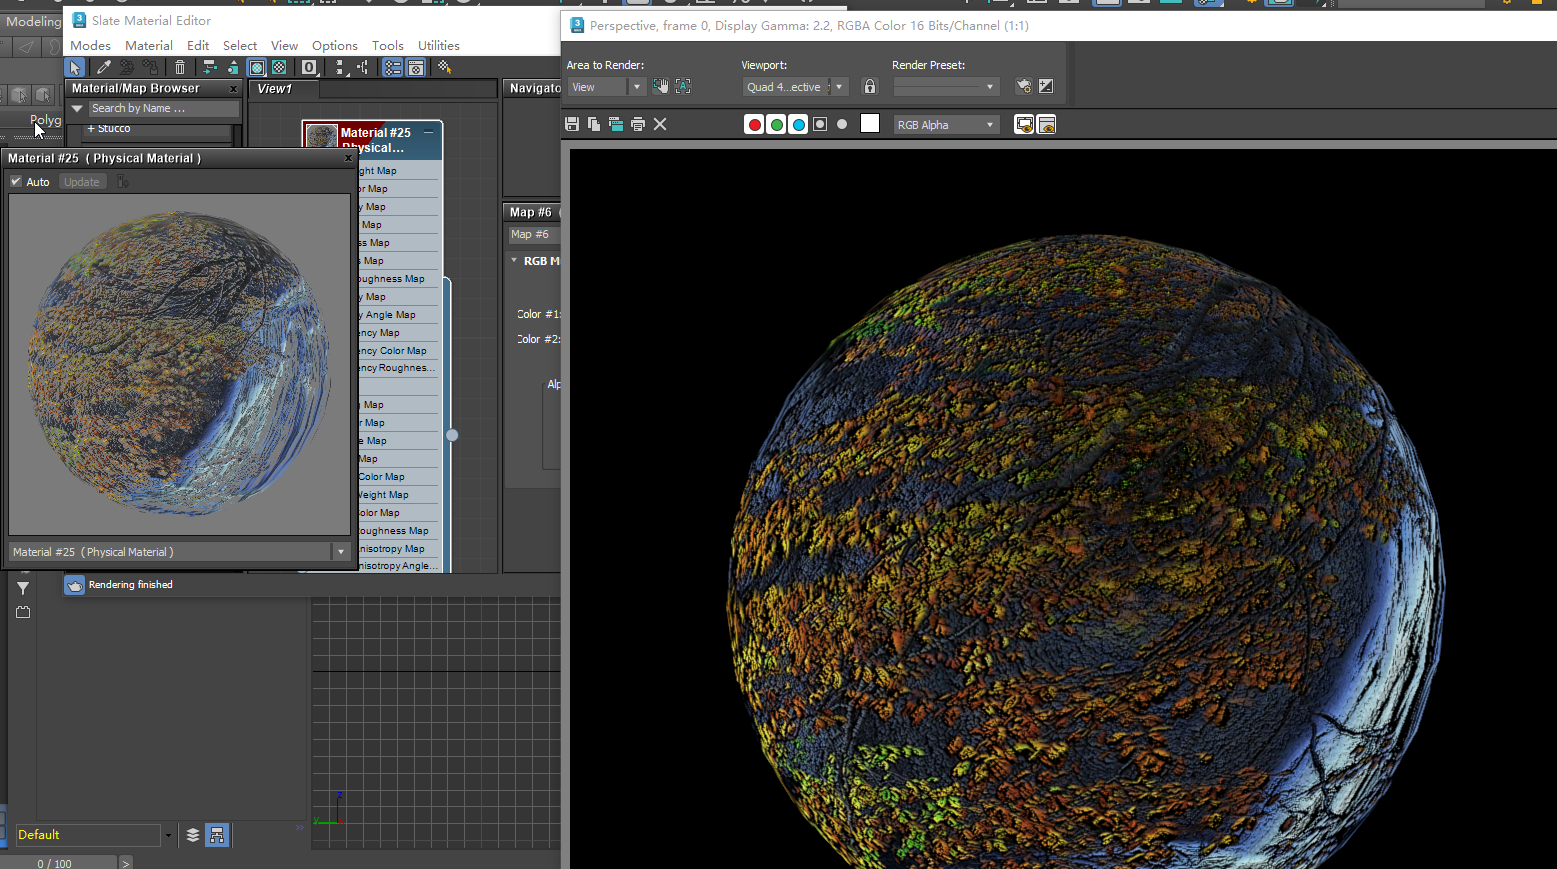 Modeling
Slate Material Editor
Modes Material Edit Select View Options Tools Utilities
Material/Map Browser
Search by Name ...
+ Stucco
View1
Navigato
Polyg
Material #25
Physical...
Material #25 ( Physical Material )
Auto Update
ght Map
or Map
y Map
Map
ss Map
s Map
oughness Map
y Map
y Angle Map
ency Map
ency Color Map
ency Roughnes...
g Map
r Map
e Map
Map
Color Map
Weight Map
Color Map
oughness Map
nisotropy Map
nisotropy Angle...
Map #6
Map #6
RGB M
Color #1:
Color #2:
Alp
Material #25 ( Physical Material )
Rendering finished
z
y
x
Default
0 / 100
>
Perspective, frame 0, Display Gamma: 2.2, RGBA Color 16 Bits/Channel (1:1)
Area to Render:
View
Viewport:
Quad 4...ective
Render Preset:
RGB Alpha